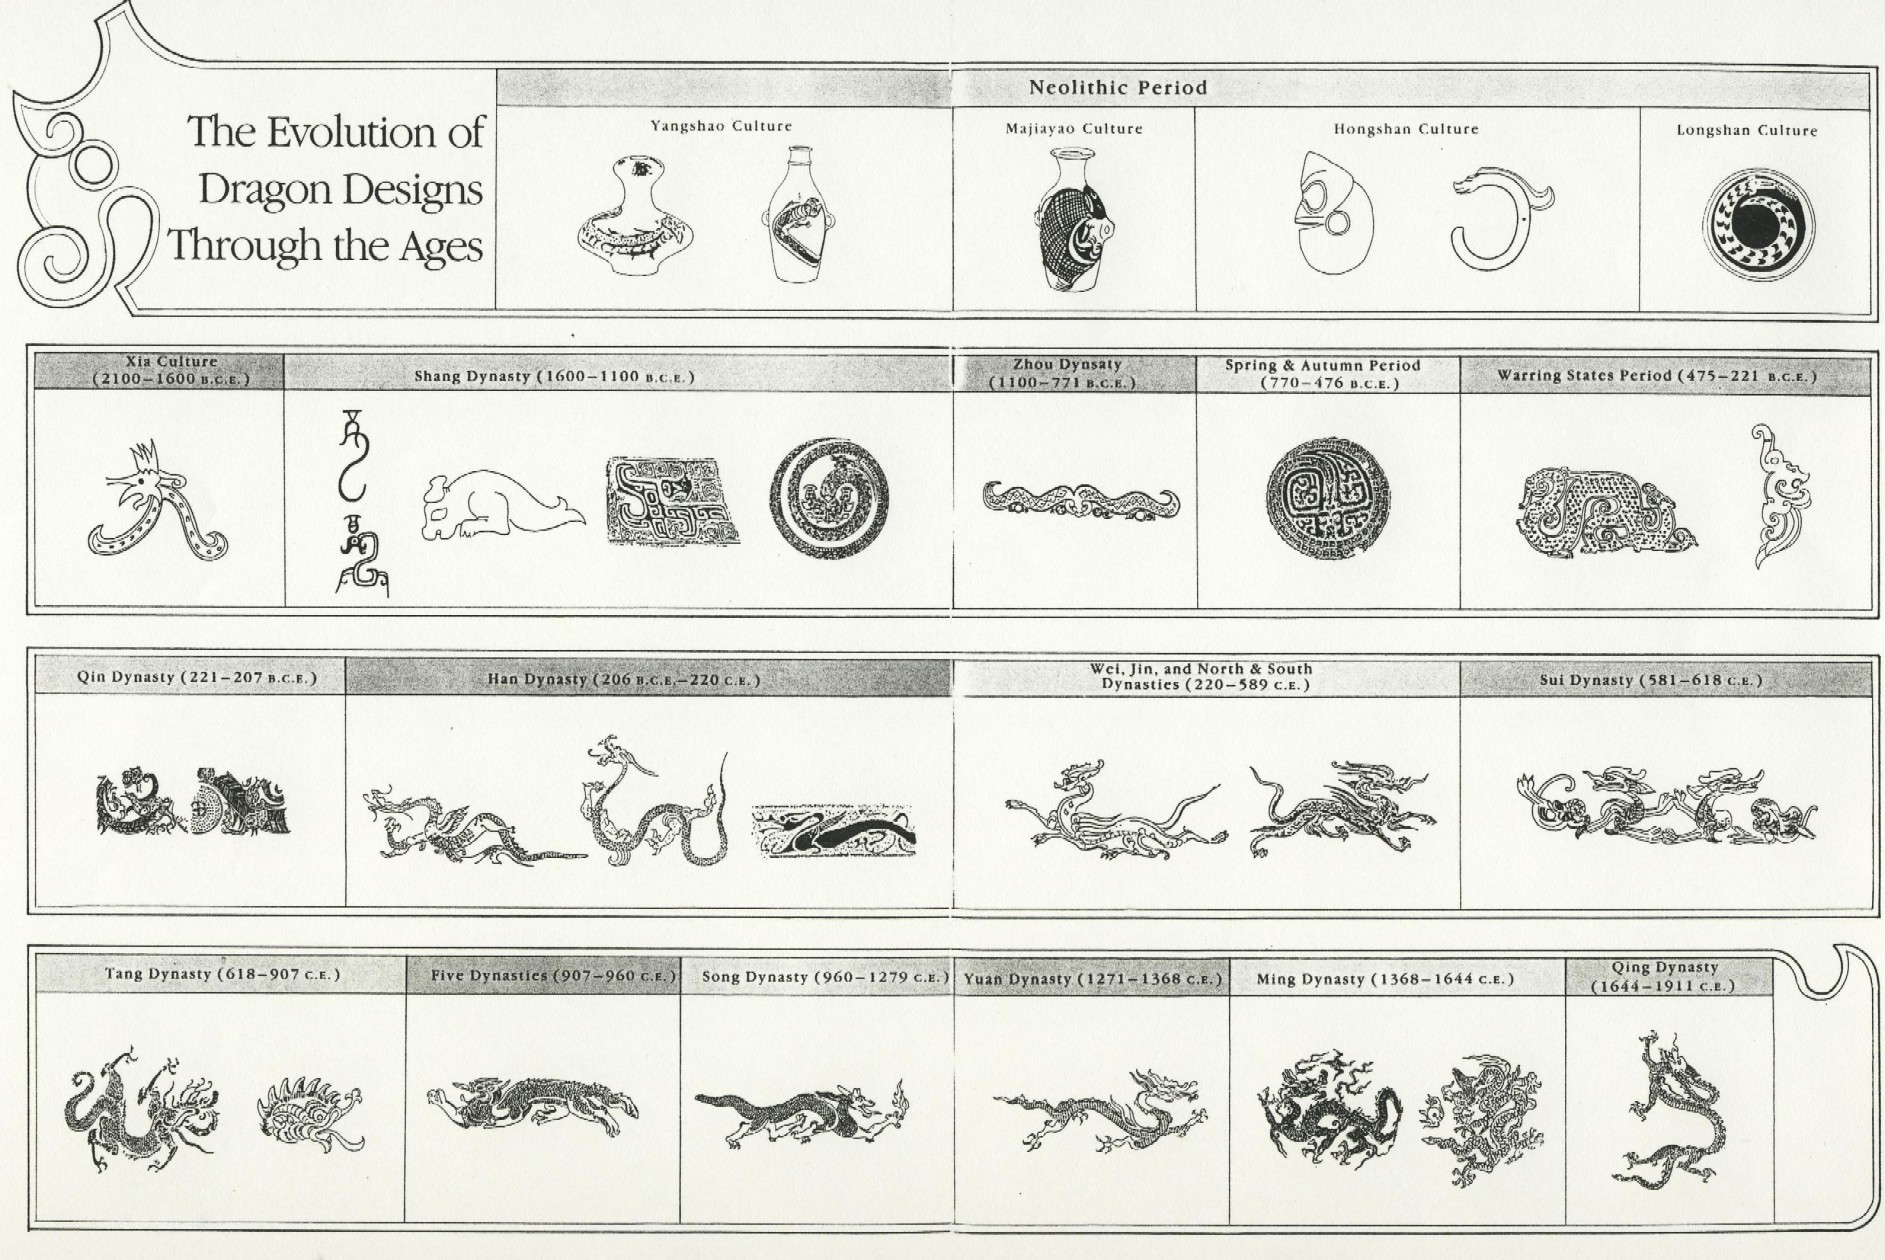 The Evolution of
Dragon Designs
Through the Ages
Neolithic Period
Yangshao Culture
Majiayao Culture
Hongshan Culture
Longshan Culture
Xia Culture
(2100–1600 B.C.E.)
Shang Dynasty (1600–1100 B.C.E.)
Zhou Dynsaty
(1100–771 B.C.E.)
Spring & Autumn Period
(770–476 B.C.E.)
Warring States Period (475–221 B.C.E.)
Qin Dynasty (221–207 B.C.E.)
Han Dynasty (206 B.C.E.–220 C.E.)
Wei, Jin, and North & South
Dynasties (220–589 C.E.)
Sui Dynasty (581–618 C.E.)
Tang Dynasty (618–907 C.E.)
Five Dynasties (907–960 C.E.)
Song Dynasty (960–1279 C.E.)
Yuan Dynasty (1271–1368 C.E.)
Ming Dynasty (1368–1644 C.E.)
Qing Dynasty
(1644–1911 C.E.)